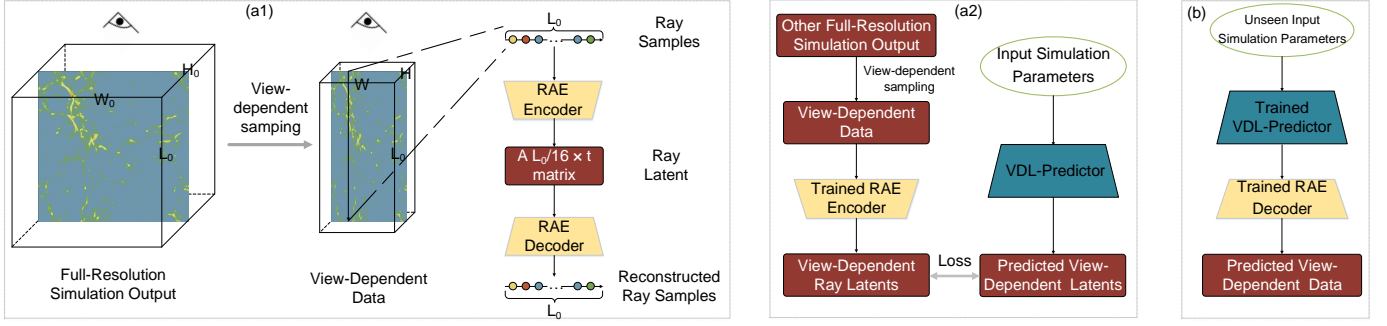 (a1)
H₀
W₀
L₀
Full-Resolution
Simulation Output
View-
dependent
sampling
H
W
L₀
View-Dependent
Data
L₀
Ray
Samples
RAE
Encoder
A L₀/16 × t
matrix
Ray
Latent
RAE
Decoder
Reconstructed
Ray Samples
L₀
(a2)
Other Full-Resolution
Simulation Output
View-dependent
sampling
View-Dependent
Data
Trained RAE
Encoder
View-Dependent
Ray Latents
Loss
Input Simulation
Parameters
VDL-Predictor
Predicted View-
Dependent Latents
(b)
Unseen Input
Simulation Parameters
Trained
VDL-Predictor
Trained RAE
Decoder
Predicted View-
Dependent Data